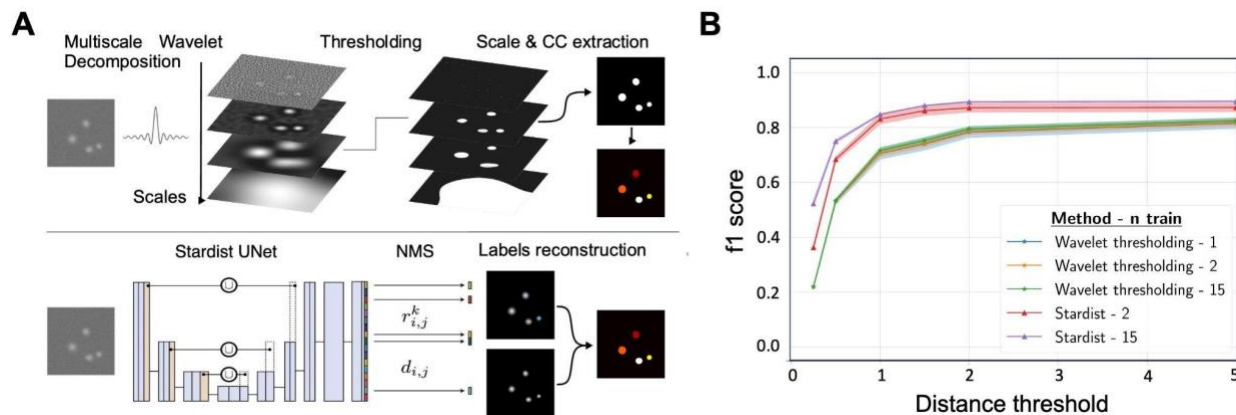 A
Multiscale Wavelet
Decomposition
Thresholding
Scale & CC extraction
Scales
Stardist UNet
NMS
Labels reconstruction
U
U
U
r^k_{i,j}
d_{i,j}
B
f1 score
1.0
0.8
0.6
0.4
0.2
0.0
Method - n train
Wavelet thresholding - 1
Wavelet thresholding - 2
Wavelet thresholding - 15
Stardist - 2
Stardist - 15
0 1 2 3 4 5
Distance threshold